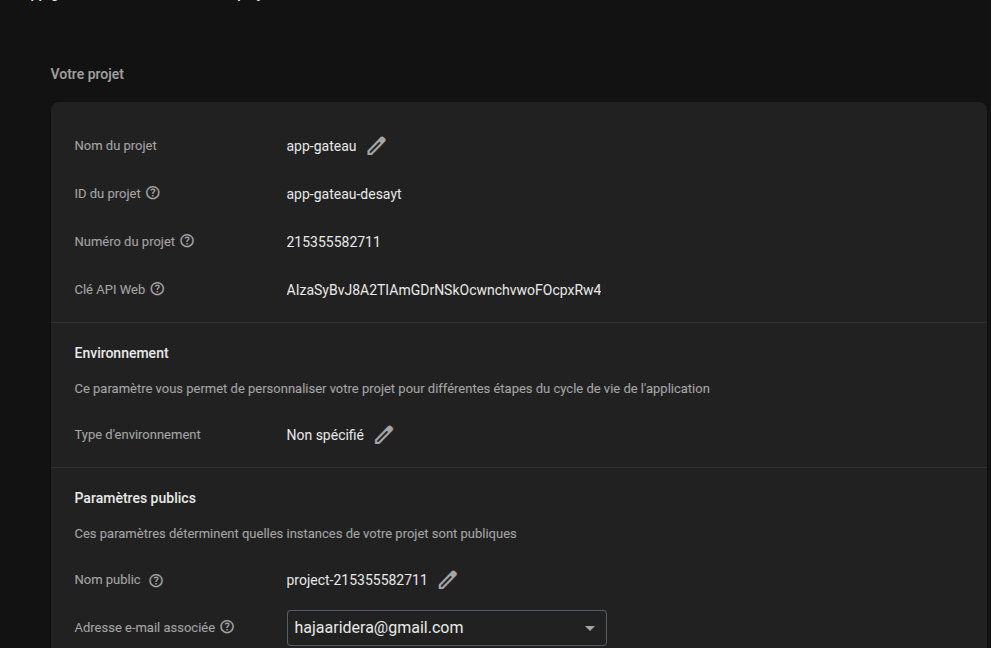 Votre projet
Nom du projet app-gateau
ID du projet app-gateau-desayt
Numéro du projet 215355582711
Clé API Web AIzaSyBvJ8A2TIAmGDrNSkOcwnchvwoFOcpxRw4
Environnement
Ce paramètre vous permet de personnaliser votre projet pour différentes étapes du cycle de vie de l'application
Type d'environnement Non spécifié
Paramètres publics
Ces paramètres déterminent quelles instances de votre projet sont publiques
Nom public project-215355582711
Adresse e-mail associée hajaaridera@gmail.com